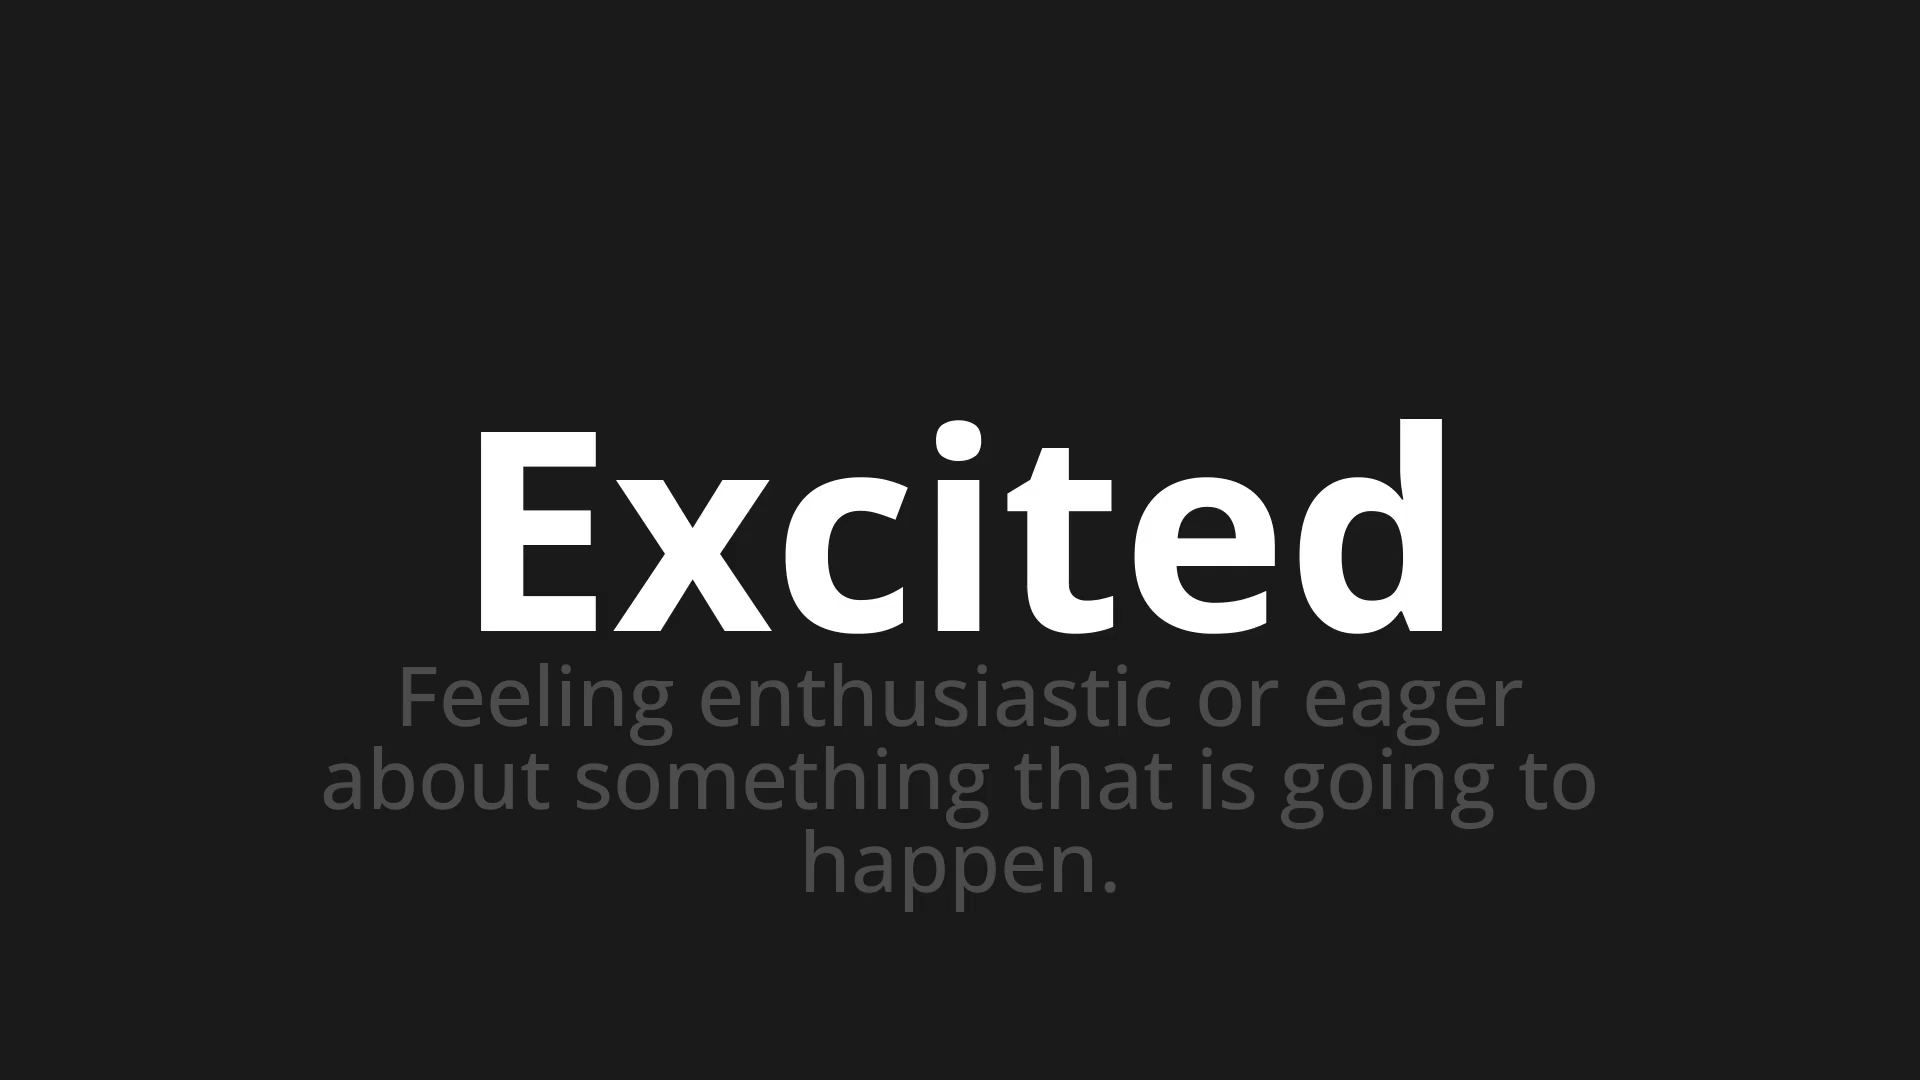 Excited
Feeling enthusiastic or eager
about something that is going to
happen.